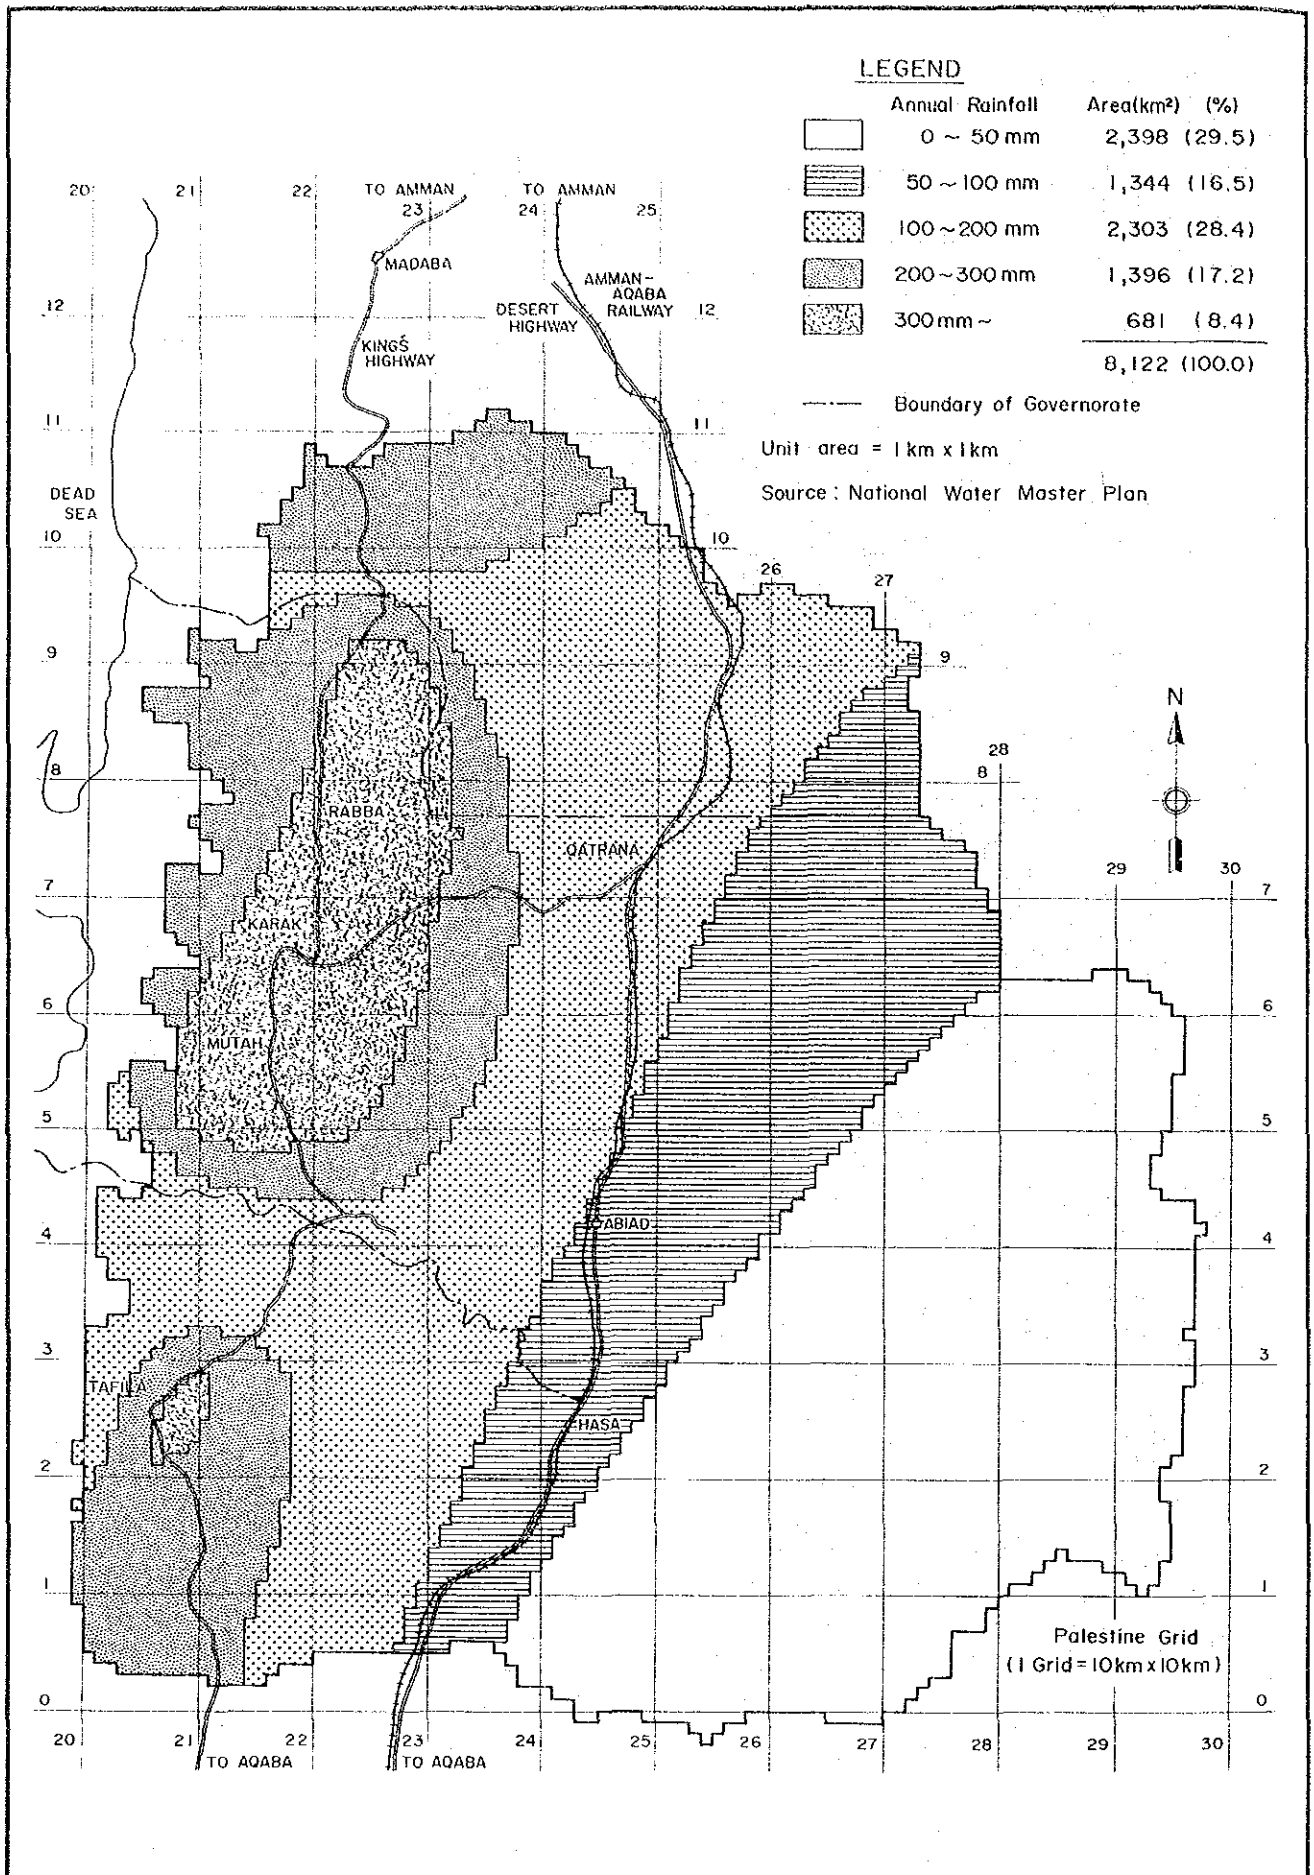 LEGEND
Annual Rainfall Area(km²) (%)
0 ~ 50 mm 2,398 (29.5)
50 ~ 100 mm 1,344 (16.5)
100 ~ 200 mm 2,303 (28.4)
200 ~ 300 mm 1,396 (17.2)
300 mm ~ 681 (8.4)
8,122 (100.0)
Boundary of Governorate
Unit area = 1 km x 1 km
Source : National Water Master Plan
20 21 22 TO AMMAN TO AMMAN
23 24 25
MADABA
AMMAN-
AQABA
RAILWAY
DESERT
HIGHWAY
12 12
KING'S
HIGHWAY
11 11
DEAD
SEA
10 10
26 27
9 9
N
28
8 8
RABBA
QATRANA
29 30
7 7
KARAK
6 6
MUTAH
5 5
ABIAD
4 4
3 3
TAFILA
HASA
2 2
1 1
Palestine Grid
(1 Grid = 10 km x 10 km)
0 0
20 21 22 23 24 25 26 27 28 29 30
TO AQABA TO AQABA